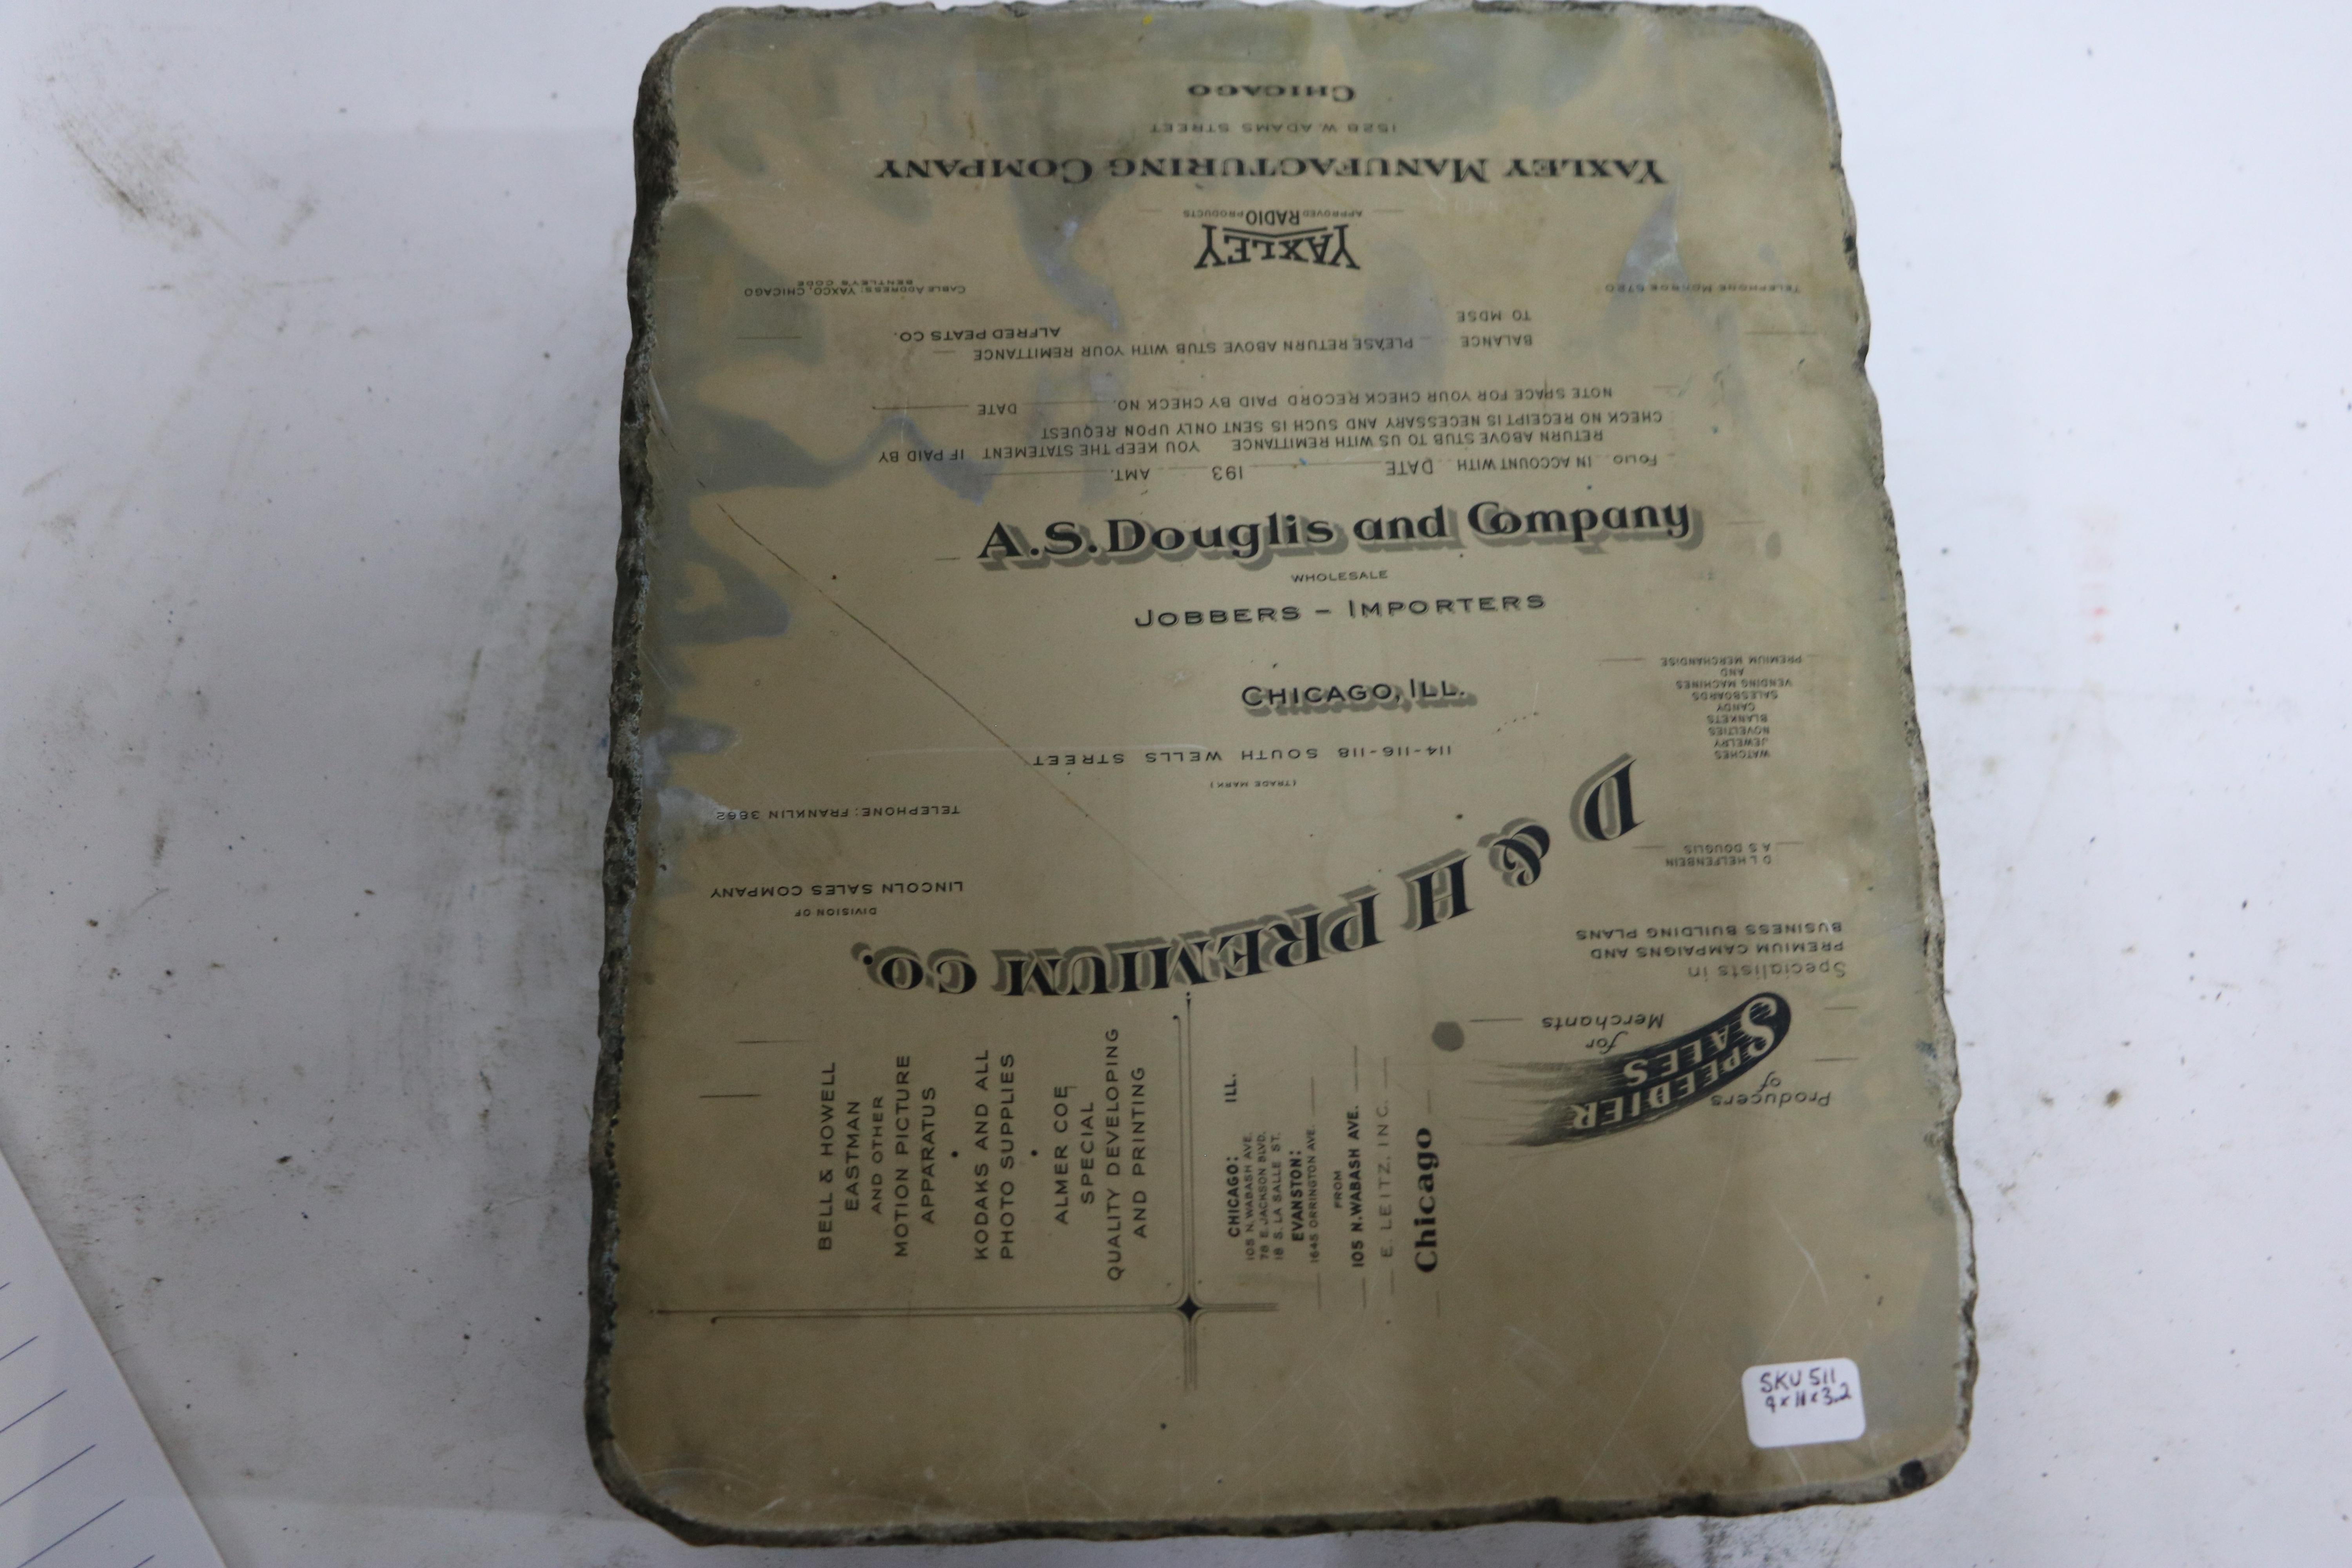 CHICAGO
1528 W. ADAMS STREET
YAXLEY MANUFACTURING COMPANY
APPROVED RADIO PRODUCTS
YAXLEY
TELEPHONE MONROE
CABLE ADDRESS: YAXCO, CHICAGO
BENTLEY'S CODE
TO MDSE
BALANCE
PLEASE RETURN ABOVE STUB WITH YOUR REMITTANCE
ALFRED PEATS CO.
NOTE SPACE FOR YOUR CHECK RECORD PAID BY CHECK NO. DATE
CHECK NO RECEIPT IS NECESSARY AND SUCH IS SENT ONLY UPON REQUEST
RETURN ABOVE STUB TO US WITH REMITTANCE YOU KEEP THE STATEMENT IF PAID BY
FOLIO IN ACCOUNT WITH DATE 193 AMT.
A.S. Douglis and Company
WHOLESALE
JOBBERS - IMPORTERS
CHICAGO, ILL.
PREMIUM MERCHANDISE
AND
VENDING MACHINES
SALESBOARDS
CANDY
BLANKETS
NOVELTIES
JEWELRY
WATCHES
114-116-118 SOUTH WELLS STREET
(TRADE MARK)
TELEPHONE: FRANKLIN 3662
A S DOUGLIS
D L HELFENBEIN
LINCOLN SALES COMPANY
DIVISION OF
D & H PREMIUM CO.
BUSINESS BUILDING PLANS
PREMIUM CAMPAIGNS AND
Specialists in
Merchants
for
SPEEDIER
SALES
of
Producers
BELL & HOWELL
EASTMAN
AND OTHER
MOTION PICTURE
APPARATUS
•
KODAKS AND ALL
PHOTO SUPPLIES
•
ALMER COE
SPECIAL
QUALITY DEVELOPING
AND PRINTING
CHICAGO: ILL.
105 N. WABASH AVE.
78 E. JACKSON BLVD.
18 S. LA SALLE ST.
EVANSTON:
1645 ORRINGTON AVE.
FROM
105 N. WABASH AVE.
E. LEITZ, INC.
Chicago
SKU 511
9 x 11 x 3.2